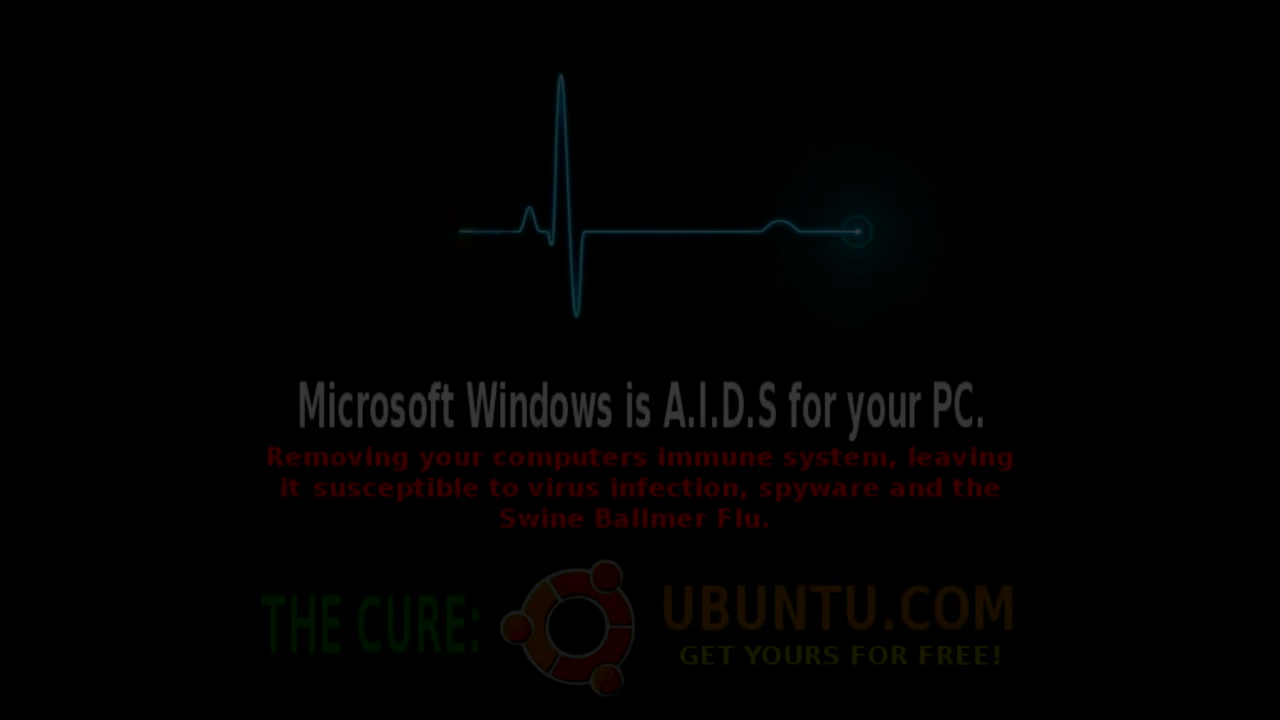 Microsoft Windows is A.I.D.S for your PC.
Removing your computers immune system, leaving
it susceptible to virus infection, spyware and the
Swine Ballmer Flu.
THE CURE:
UBUNTU.COM
GET YOURS FOR FREE!